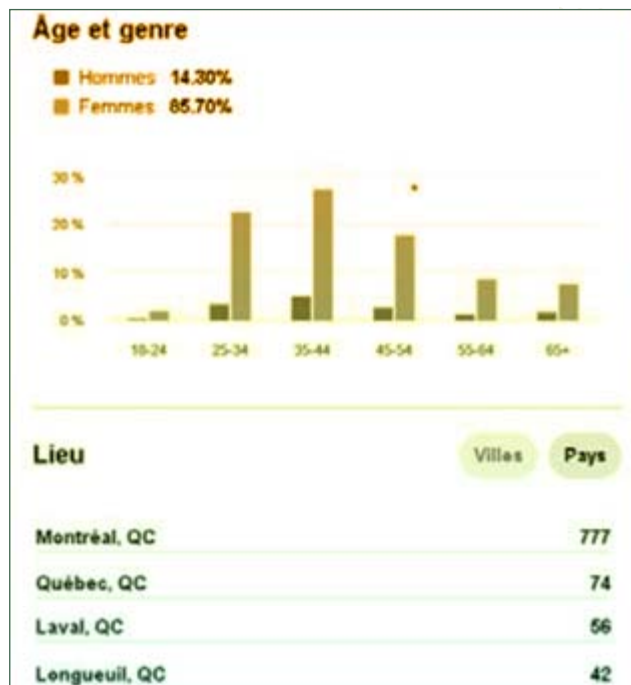 Âge et genre
Hommes 14.30%
Femmes 85.70%
30 %
20 %
10 %
0 %
18-24 25-34 35-44 45-54 55-64 65+
Lieu Villes Pays
Montréal, QC 777
Québec, QC 74
Laval, QC 56
Longueuil, QC 42